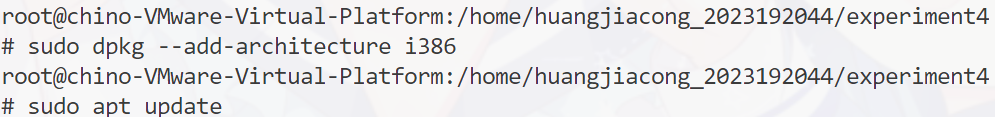 root@chino-VMware-Virtual-Platform:/home/huangjiacong_2023192044/experiment4
# sudo dpkg --add-architecture i386
root@chino-VMware-Virtual-Platform:/home/huangjiacong_2023192044/experiment4
# sudo apt update